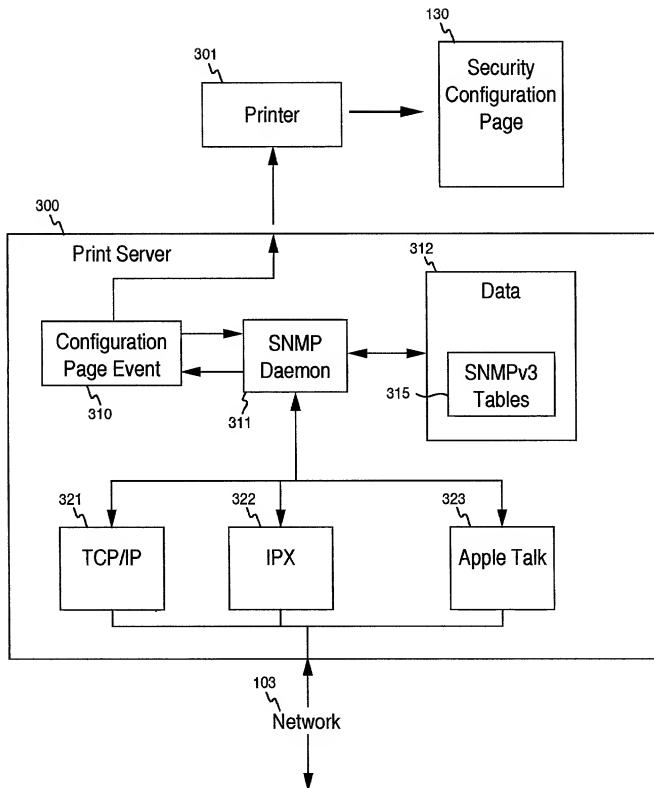 130
Security
Configuration
Page
301
Printer
300
Print Server
312
Data
Configuration
Page Event
310
SNMP
Daemon
311
315
SNMPv3
Tables
321
TCP/IP
322
IPX
323
Apple Talk
103
Network